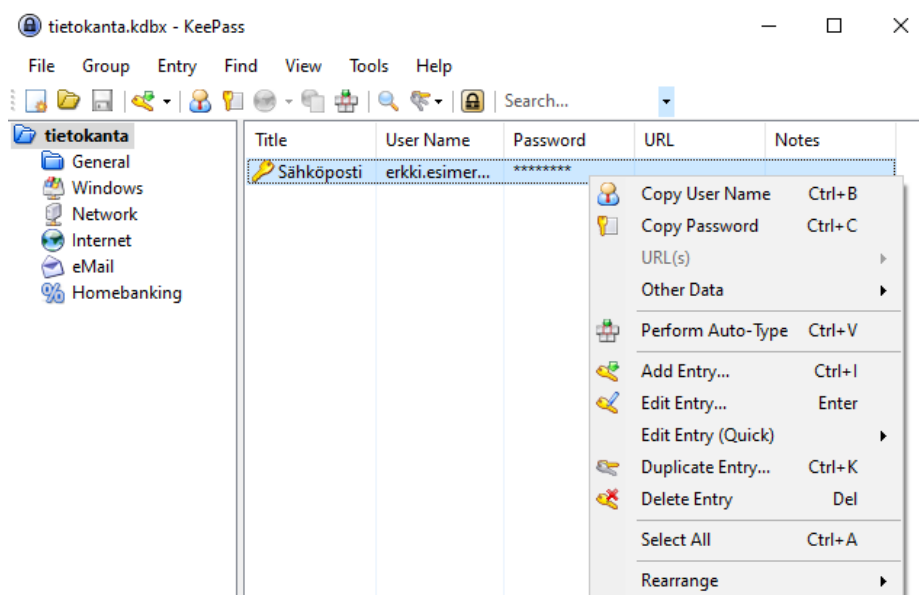 tietokanta.kdbx - KeePass
File Group Entry Find View Tools Help
Search...
tietokanta
General
Windows
Network
Internet
eMail
Homebanking
Title User Name Password URL Notes
Sähköposti erkki.esimer... ********
Copy User Name Ctrl+B
Copy Password Ctrl+C
URL(s)
Other Data
Perform Auto-Type Ctrl+V
Add Entry... Ctrl+I
Edit Entry... Enter
Edit Entry (Quick)
Duplicate Entry... Ctrl+K
Delete Entry Del
Select All Ctrl+A
Rearrange